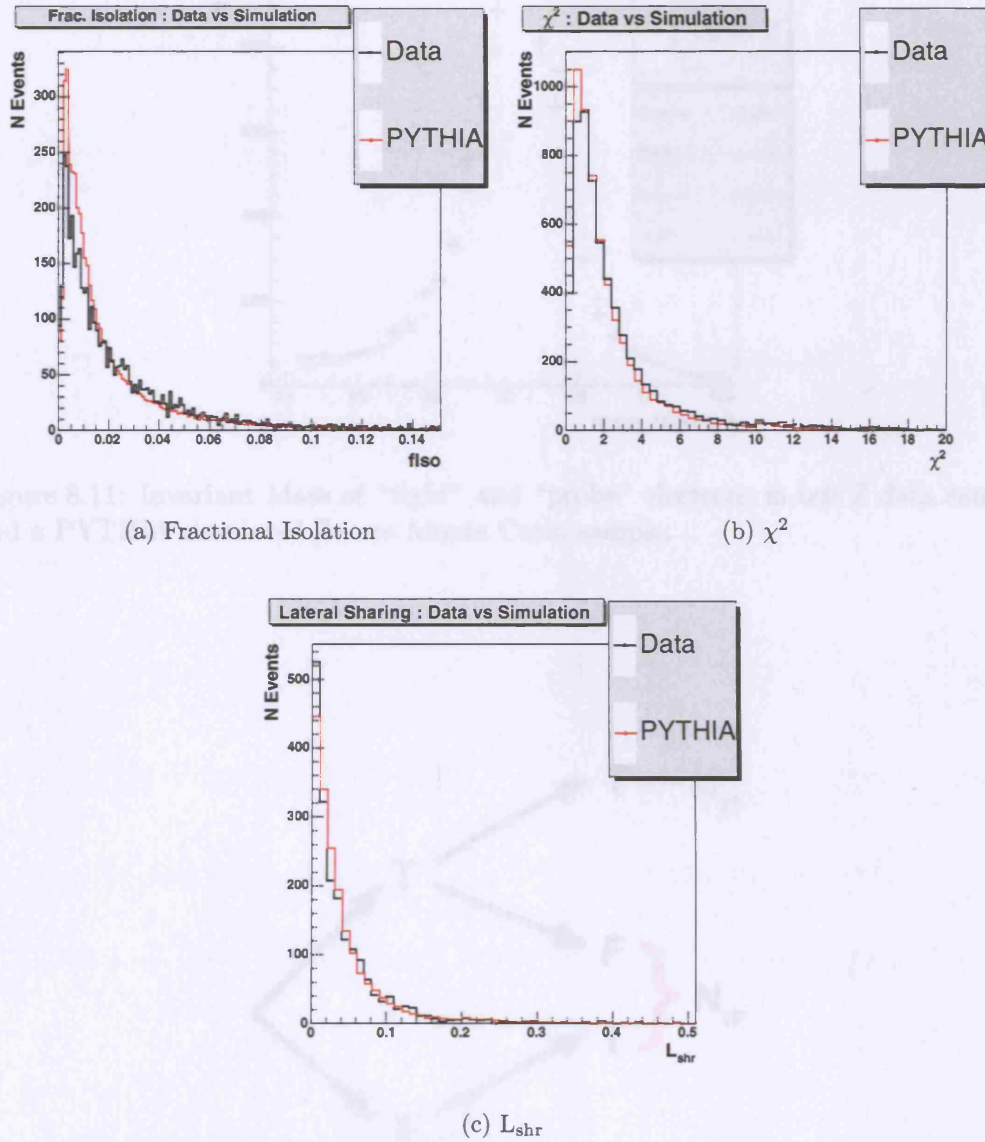 Frac. Isolation : Data vs Simulation
Data
PYTHIA
N Events
300
250
200
150
100
50
0
0 0.02 0.04 0.06 0.08 0.1 0.12 0.14
fIso
(a) Fractional Isolation
χ² : Data vs Simulation
Data
PYTHIA
N Events
1000
800
600
400
200
0
0 2 4 6 8 10 12 14 16 18 20
χ²
(b) χ²
Figure 8.11: Invariant Mass of "tight" and "probe" electrons in
Z data
a PYTHIA
Monte Carlo sample
Lateral Sharing : Data vs Simulation
Data
PYTHIA
N Events
500
400
300
200
100
0
0 0.1 0.2 0.3 0.4 0.5
L_shr
T
F
(c) L_shr